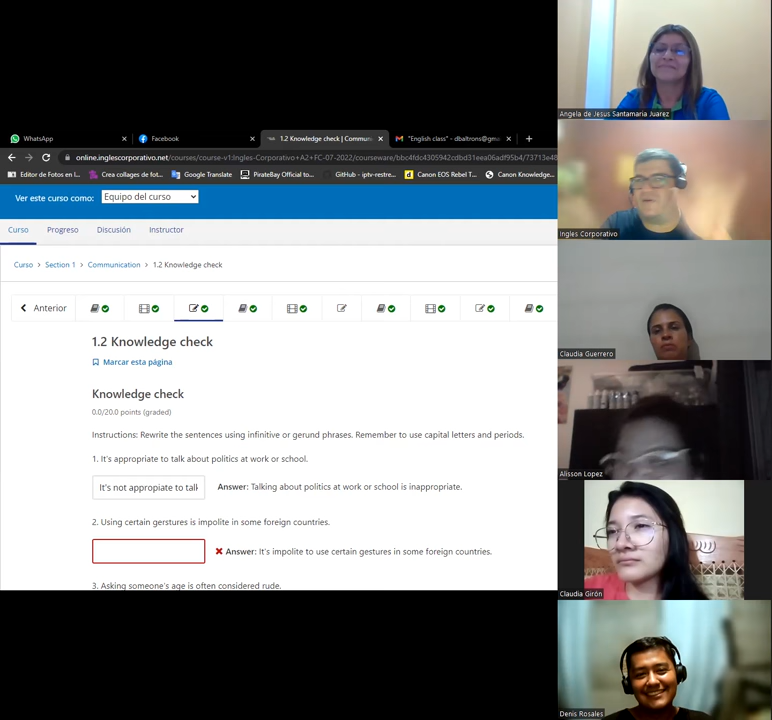 WhatsApp
Facebook
1.2 Knowledge check | Commun
"English class" - dbaltrons@gm
online.inglescorporativo.net/courses/course-v1:Ingles-Corporativo+A2+FC-07-2022/courseware/bbc4fdc4305942cdbd31eea06adf95b4/73713e48
Editor de Fotos en l...
Crea collages de fot...
Google Translate
PirateBay Official to...
GitHub - iptv-restre...
Canon EOS Rebel T...
Canon Knowledge...
Ver este curso como:
Equipo del curso
Curso
Progreso
Discusión
Instructor
Curso > Section 1 > Communication > 1.2 Knowledge check
Anterior
1.2 Knowledge check
Marcar esta página
Knowledge check
0.0/20.0 points (graded)
Instructions: Rewrite the sentences using infinitive or gerund phrases. Remember to use capital letters and periods.
1. It's appropriate to talk about politics at work or school.
It's not appropiate to talk
Answer: Talking about politics at work or school is inappropriate.
2. Using certain gerstures is impolite in some foreign countries.
Answer: It's impolite to use certain gestures in some foreign countries.
3. Asking someone's age is often considered rude.
Angela de Jesus Santamaria Juarez
Ingles Corporativo
Claudia Guerrero
Alisson Lopez
Claudia Girón
Denis Rosales